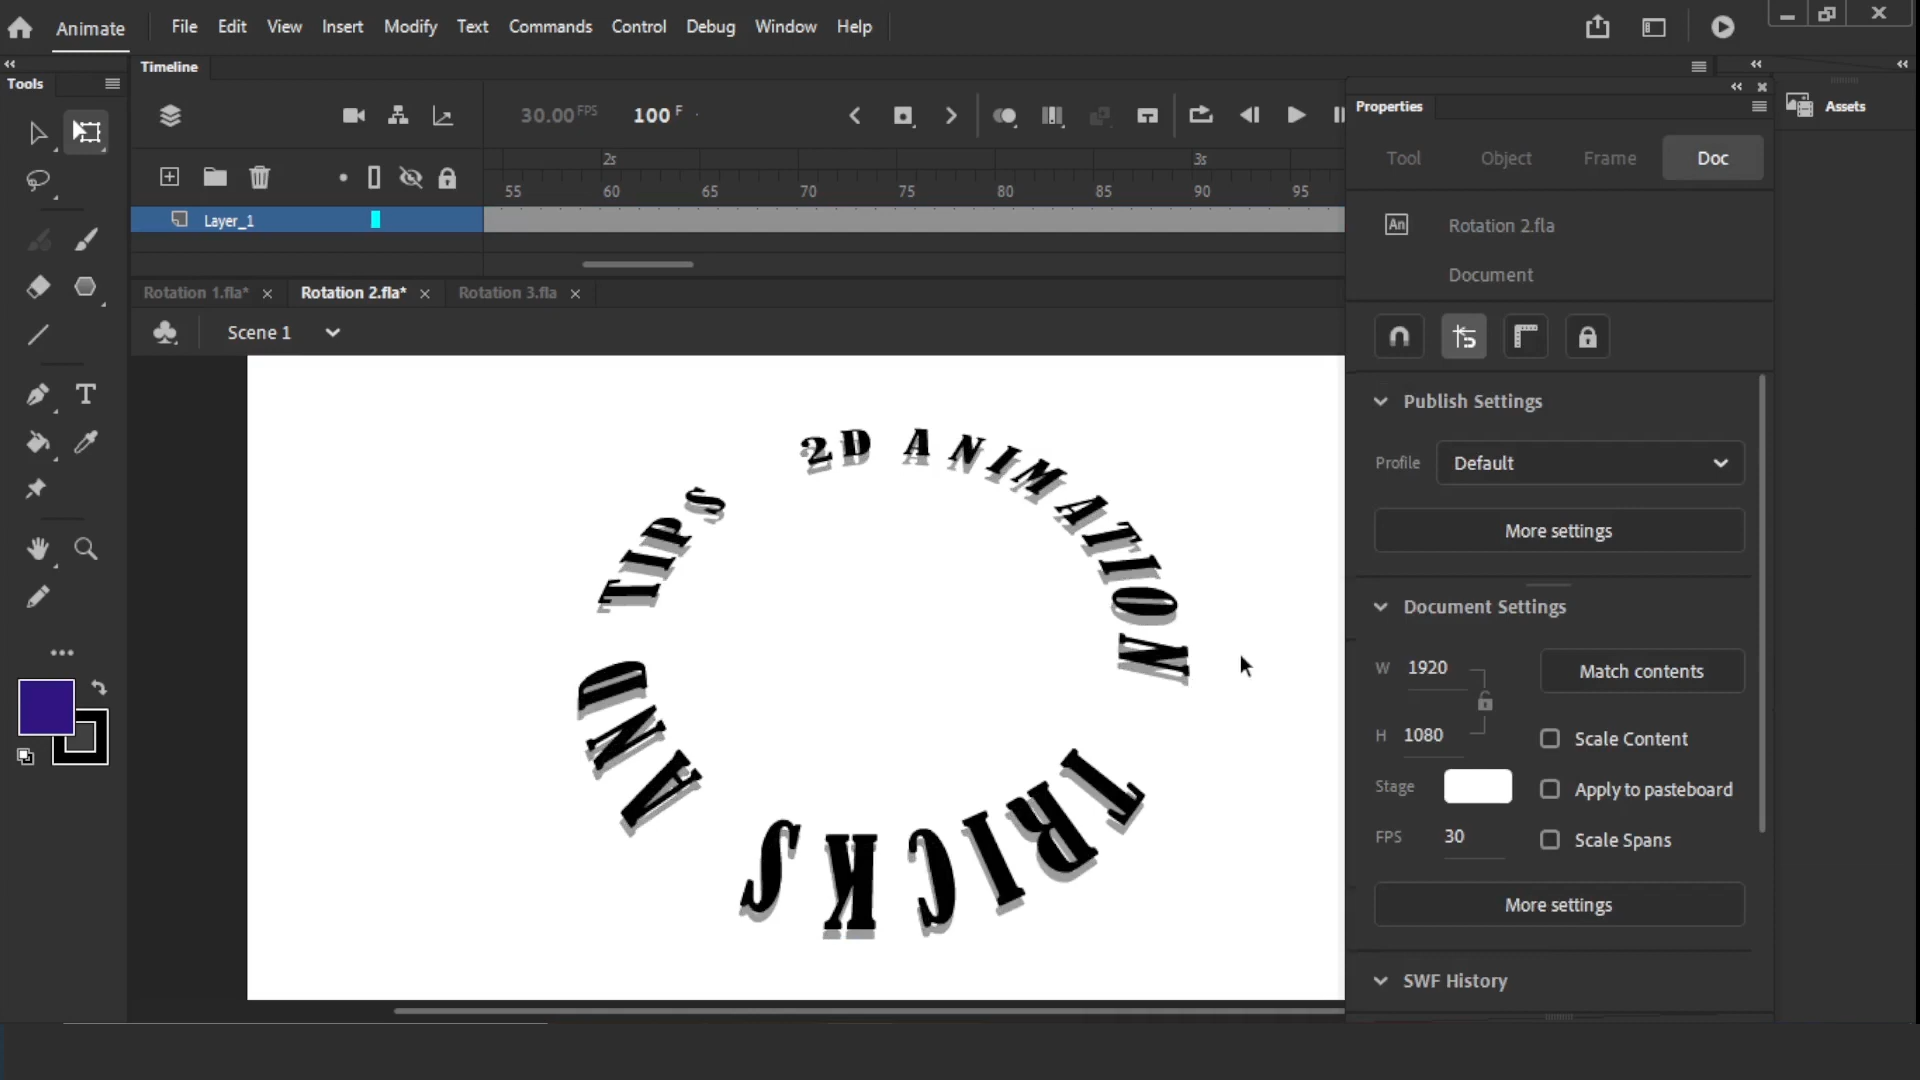 Animate File Edit View Insert Modify Text Commands Control Debug Window Help
Tools
Timeline
30.00 FPS 100 F
2s 3s
55 60 65 70 75 80 85 90 95
Layer_1
Rotation 1.fla* Rotation 2.fla* Rotation 3.fla
Scene 1
2D ANIMATION
TRICKS
AND
TIPS
Properties
Assets
Tool Object Frame Doc
An Rotation 2.fla
Document
Publish Settings
Profile Default
More settings
Document Settings
W 1920 Match contents
H 1080 Scale Content
Stage Apply to pasteboard
FPS 30 Scale Spans
More settings
SWF History